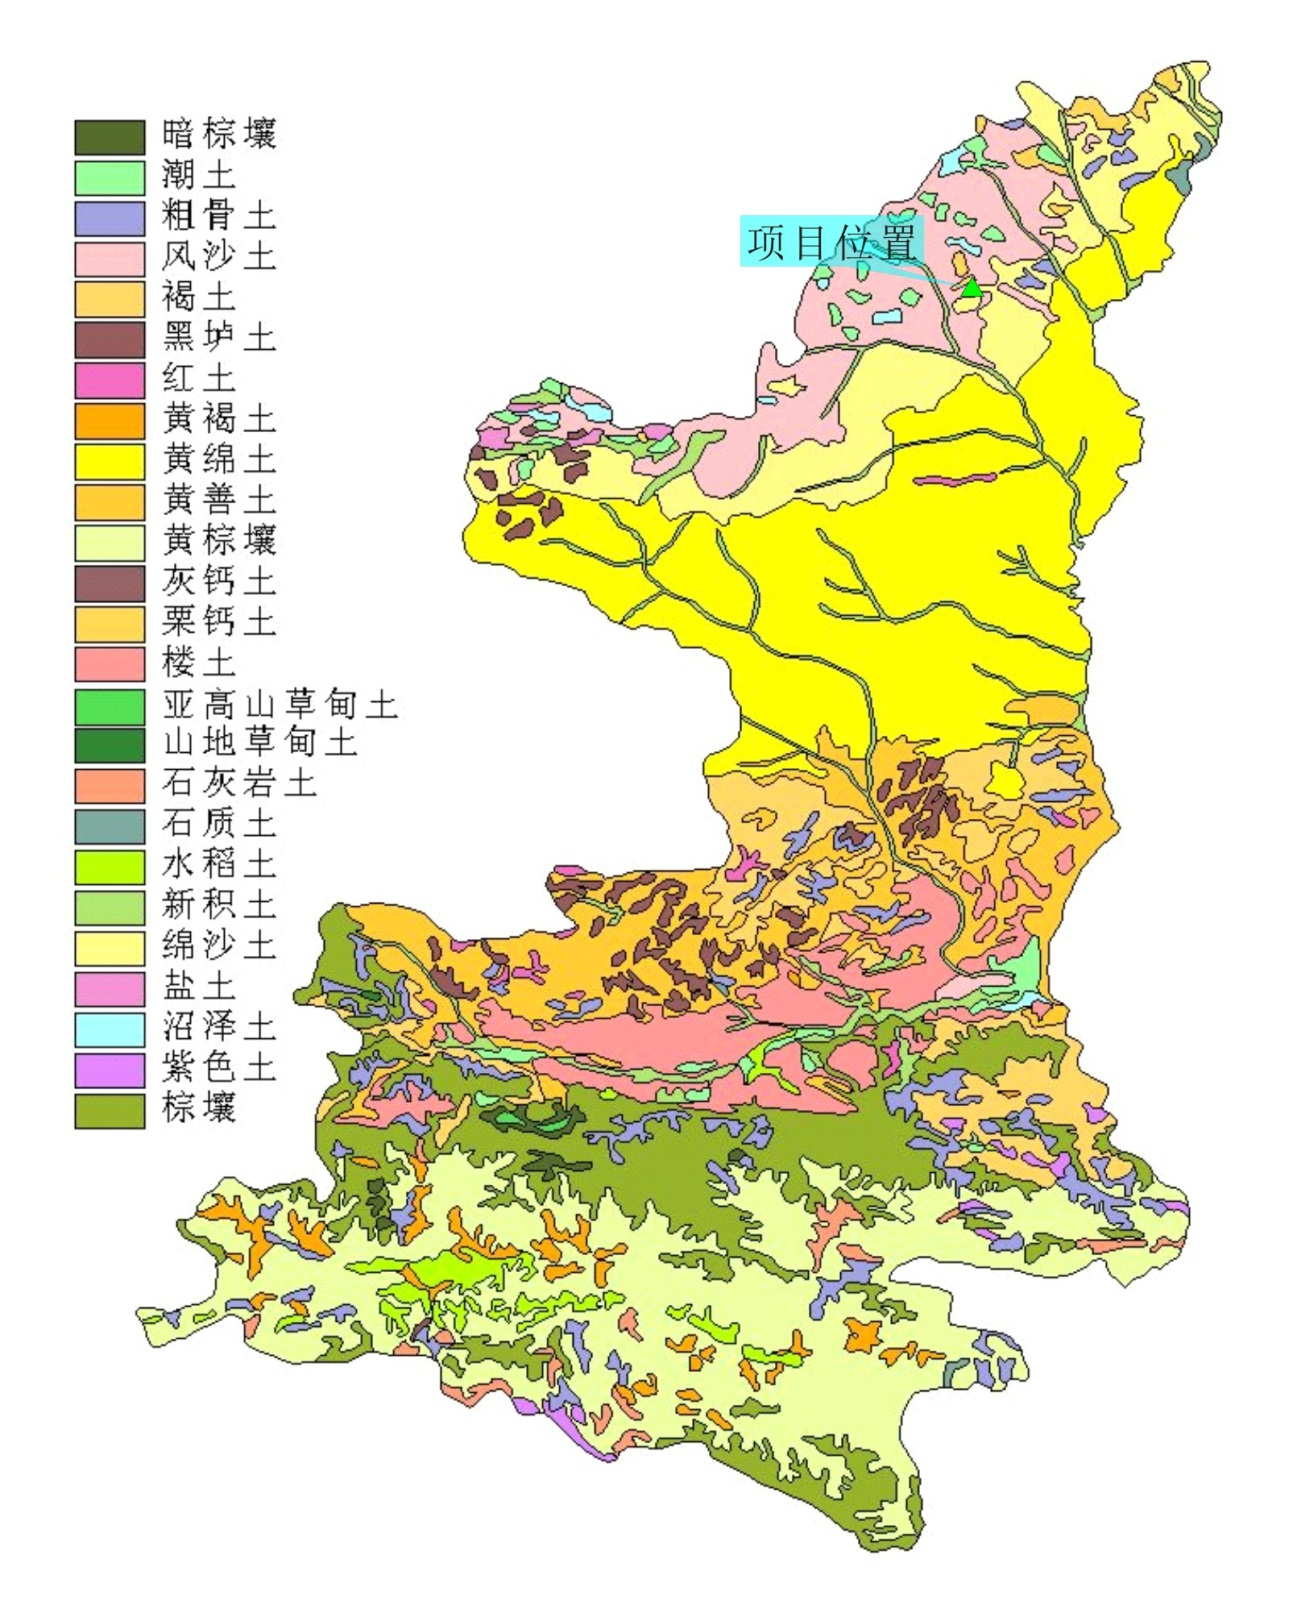 暗棕壤
潮土
粗骨土
风沙土
褐土
黑垆土
红土
黄褐土
黄绵土
黄善土
黄棕壤
灰钙土
栗钙土
楼土
亚高山草甸土
山地草甸土
石灰岩土
石质土
水稻土
新积土
绵沙土
盐土
沼泽土
紫色土
棕壤
项目位置